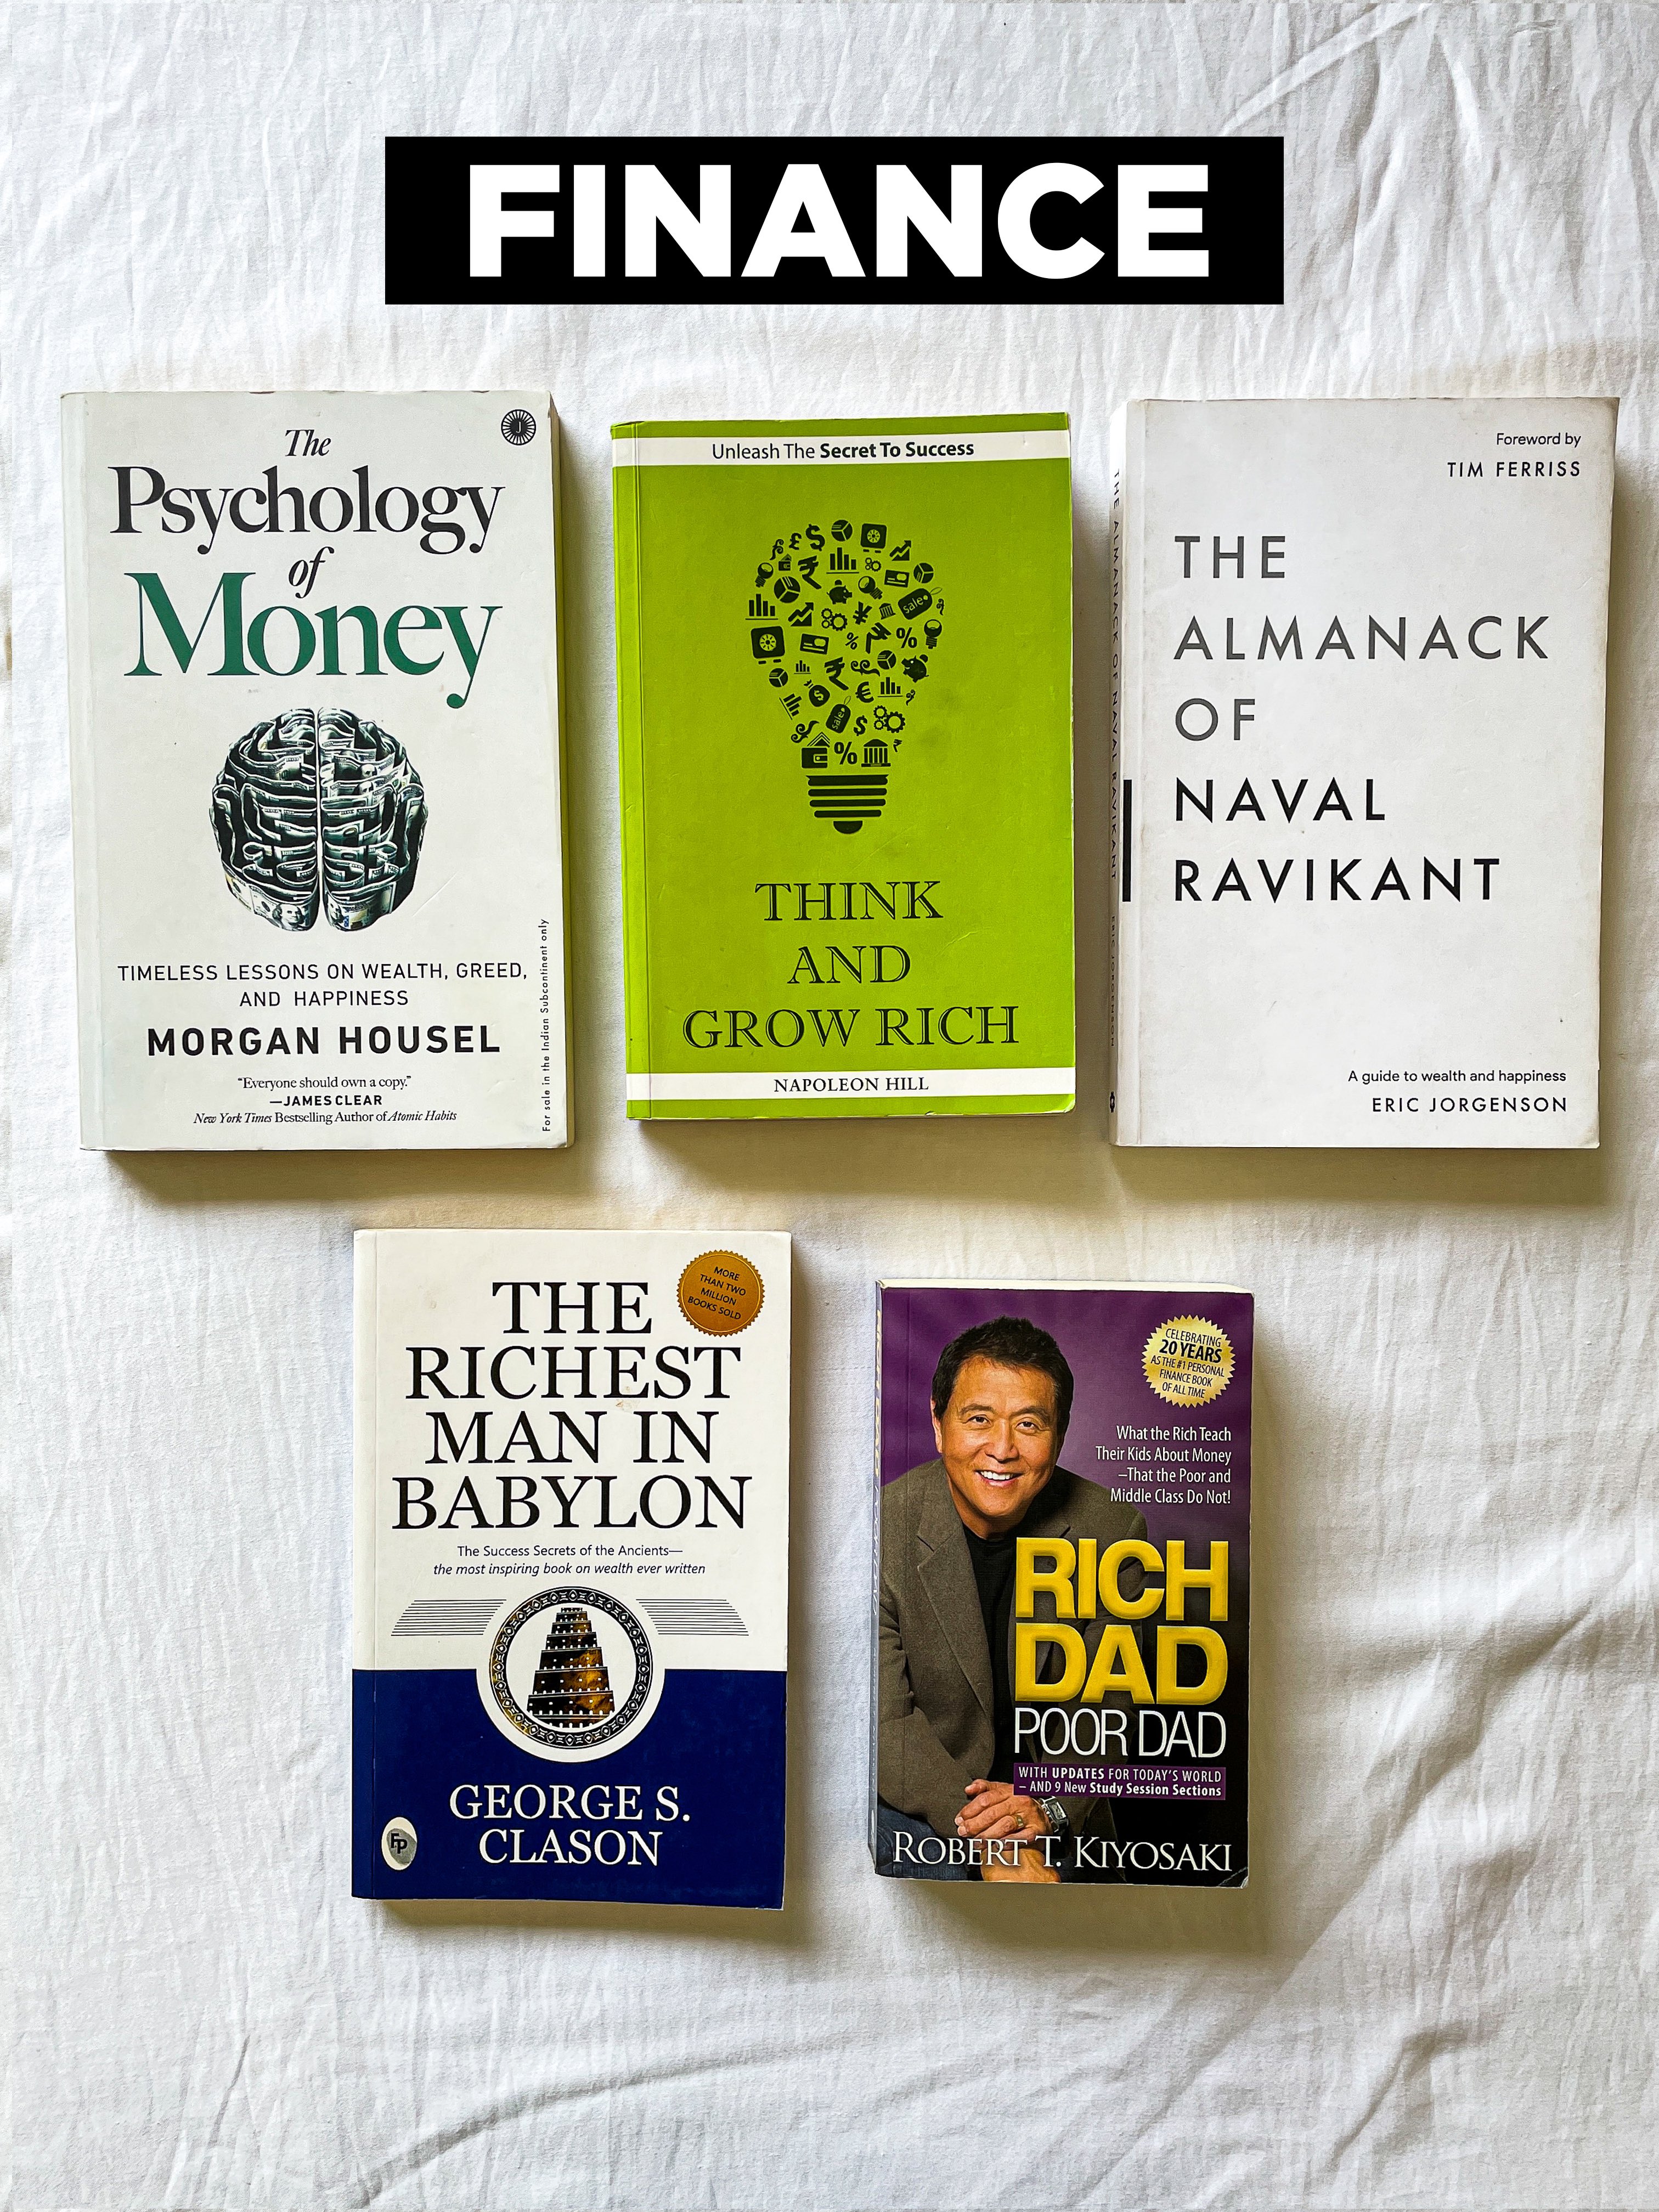 FINANCE
The
Psychology
of
Money
TIMELESS LESSONS ON WEALTH, GREED,
AND HAPPINESS
MORGAN HOUSEL
“Everyone should own a copy.”
—JAMES CLEAR
New York Times Bestselling Author of Atomic Habits
For sale in the Indian Subcontinent only
Unleash The Secret To Success
sale
sale
THINK
AND
GROW RICH
NAPOLEON HILL
THE ALMANACK OF NAVAL RAVIKANT ERIC JORGENSON
Foreword by
TIM FERRISS
THE
ALMANACK
OF
NAVAL
RAVIKANT
A guide to wealth and happiness
ERIC JORGENSON
MORE
THAN TWO
MILLION
BOOKS SOLD
THE
RICHEST
MAN IN
BABYLON
The Success Secrets of the Ancients—
the most inspiring book on wealth ever written
GEORGE S.
CLASON
FP
CELEBRATING
20 YEARS
AS THE #1 PERSONAL
FINANCE BOOK
OF ALL TIME
What the Rich Teach
Their Kids About Money
–That the Poor and
Middle Class Do Not!
RICH
DAD
POOR DAD
WITH UPDATES FOR TODAY'S WORLD
– AND 9 New Study Session Sections
ROBERT T. KIYOSAKI